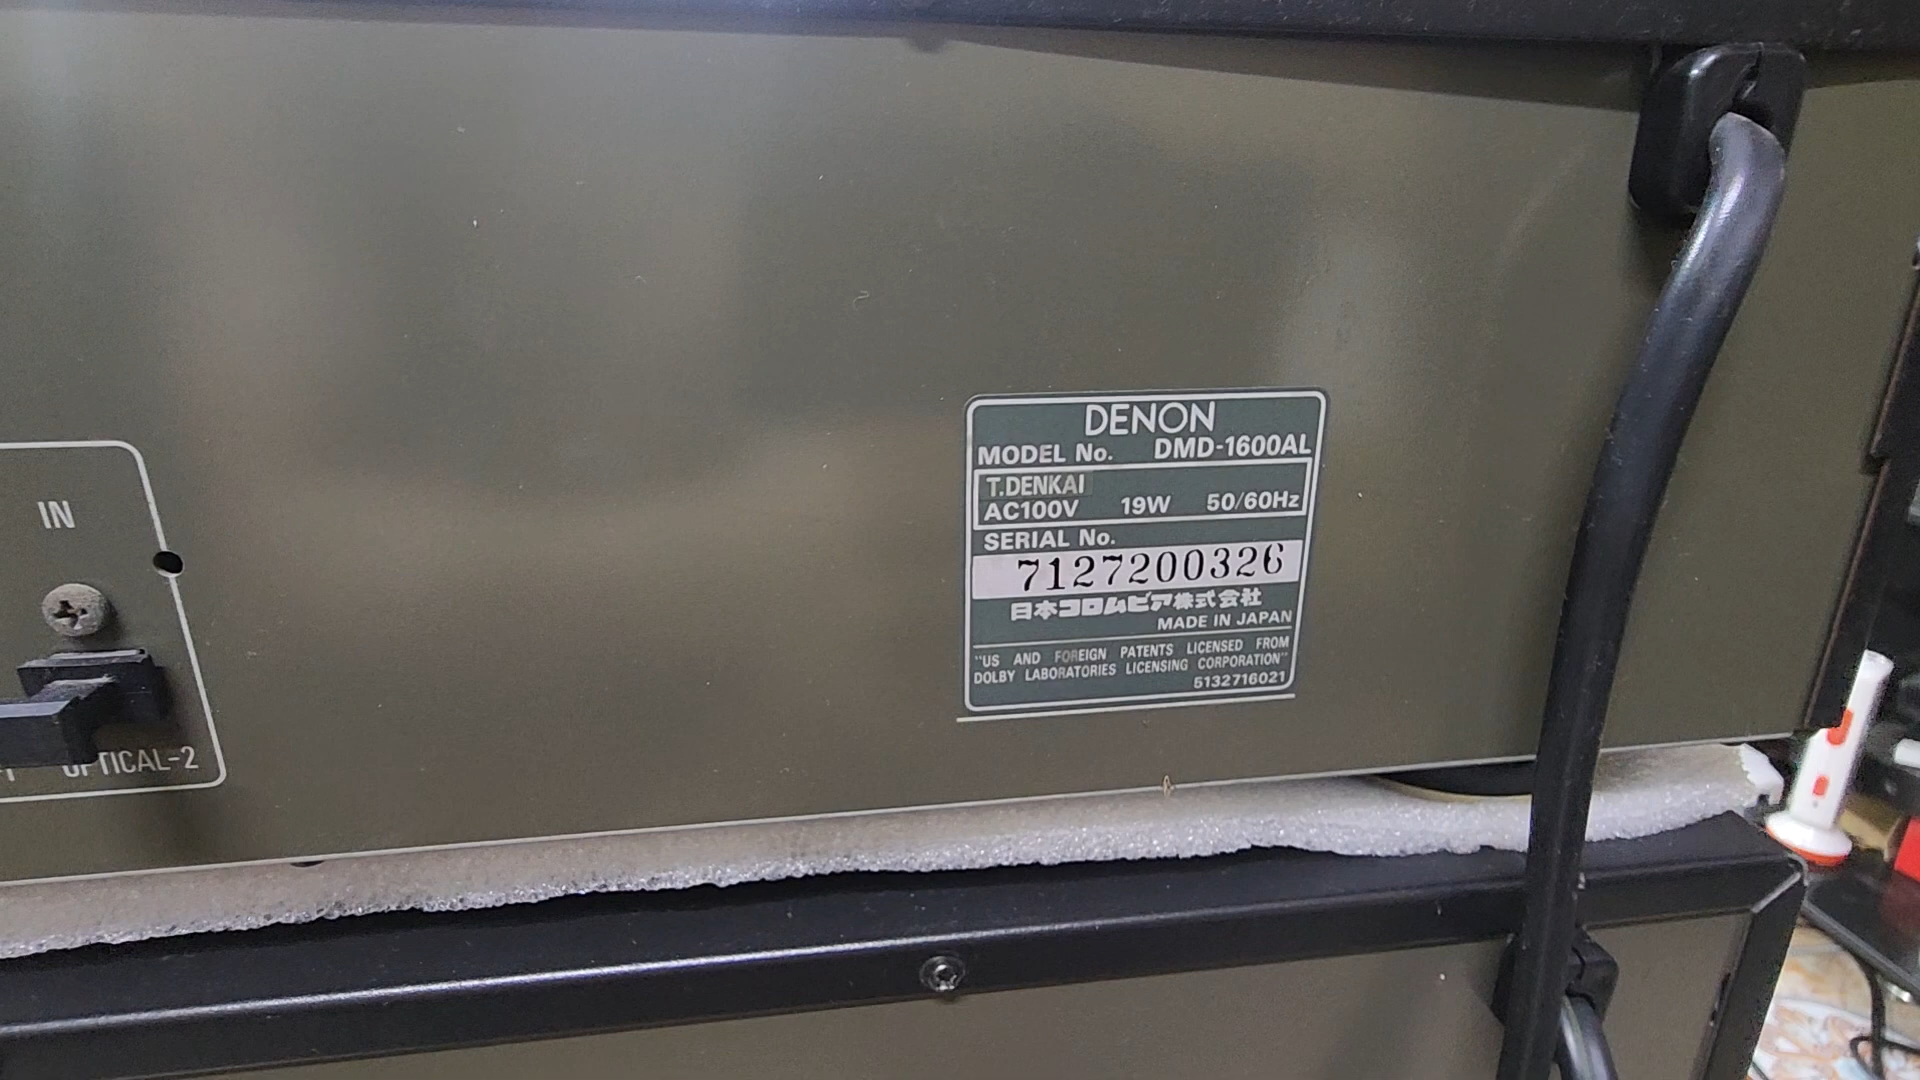 IN
OPTICAL-2
DENON
MODEL No. DMD-1600AL
T.DENKAI
AC100V 19W 50/60Hz
SERIAL No.
7127200326
日本コロムビア株式会社
MADE IN JAPAN
"US AND FOREIGN PATENTS LICENSED FROM
DOLBY LABORATORIES LICENSING CORPORATION"
5132716021